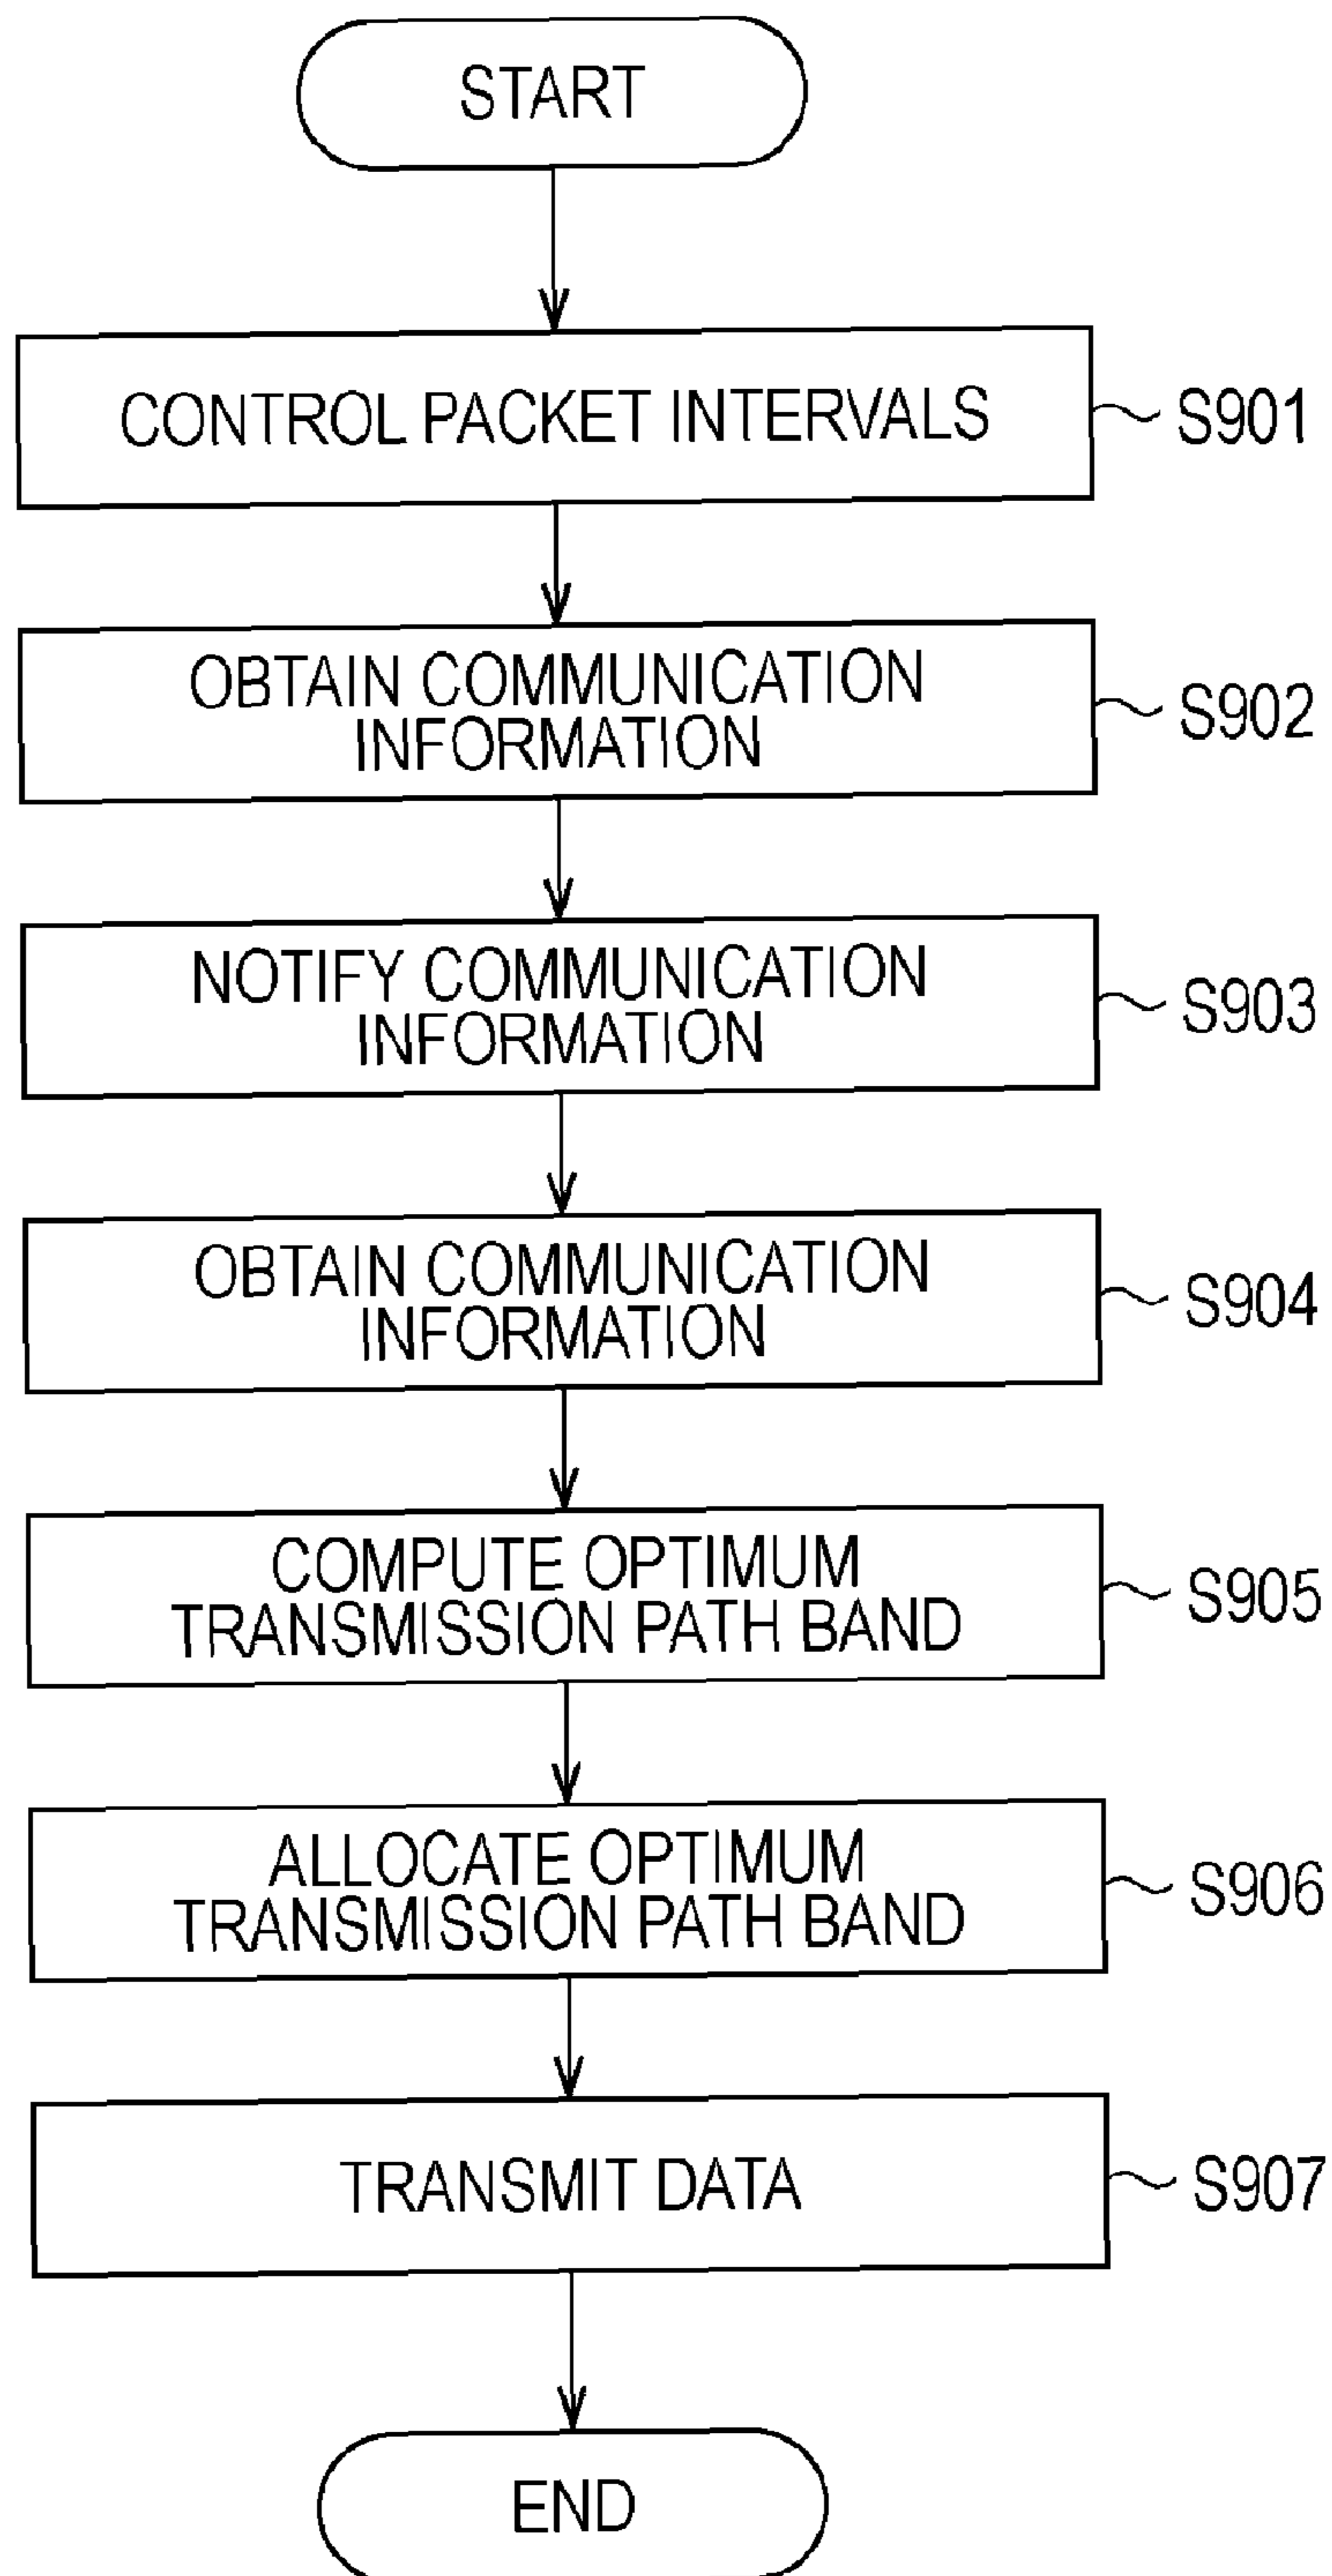 START
CONTROL PACKET INTERVALS
S901
OBTAIN COMMUNICATION
INFORMATION
S902
NOTIFY COMMUNICATION
INFORMATION
S903
OBTAIN COMMUNICATION
INFORMATION
S904
COMPUTE OPTIMUM
TRANSMISSION PATH BAND
S905
ALLOCATE OPTIMUM
TRANSMISSION PATH BAND
S906
TRANSMIT DATA
S907
END